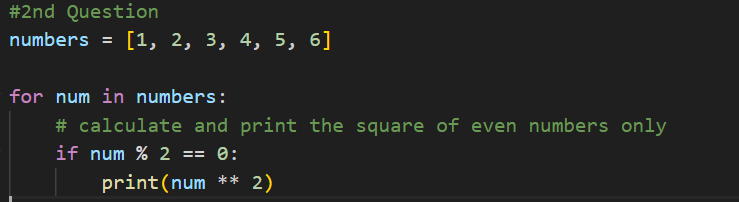 #2nd Question
numbers = [1, 2, 3, 4, 5, 6]
for num in numbers:
# calculate and print the square of even numbers only
if num % 2 == 0:
print(num ** 2)